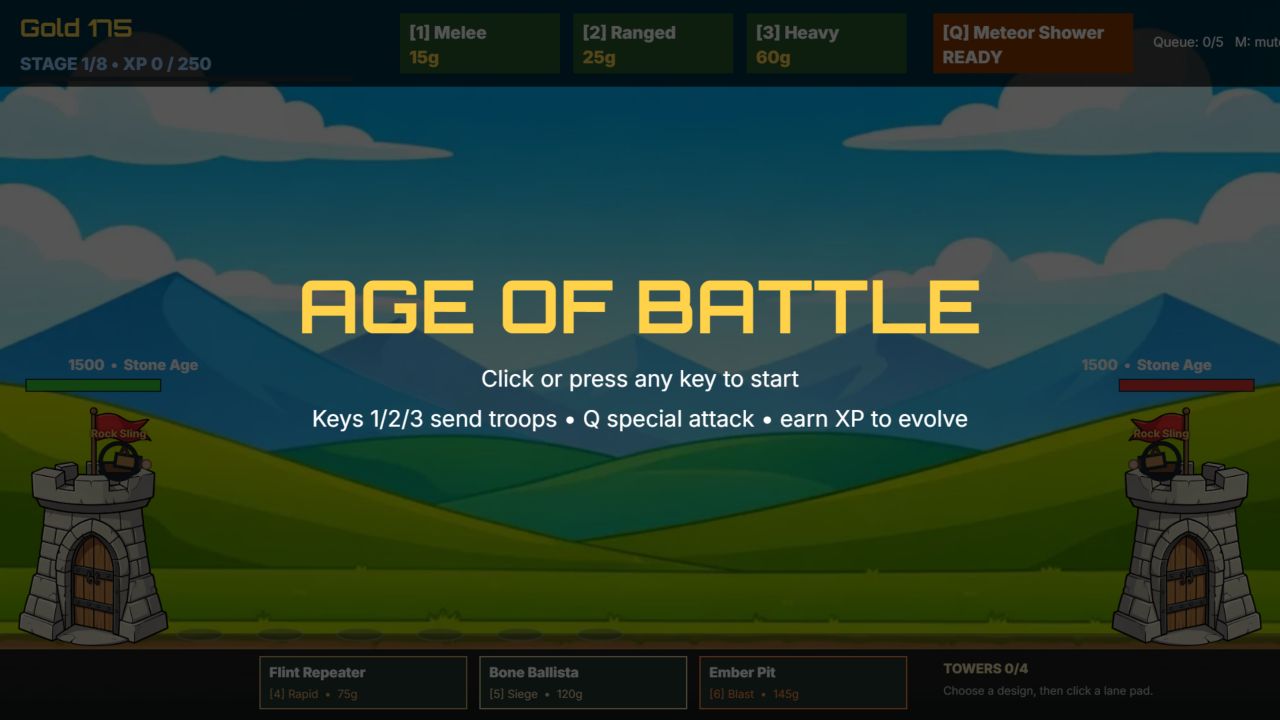 Gold 175
STAGE 1/8 • XP 0 / 250
[1] Melee
15g
[2] Ranged
25g
[3] Heavy
60g
[Q] Meteor Shower
READY
Queue: 0/5 M: mut
AGE OF BATTLE
Click or press any key to start
Keys 1/2/3 send troops • Q special attack • earn XP to evolve
1500 • Stone Age
1500 • Stone Age
Rock Sling
Rock Sling
Flint Repeater
[4] Rapid • 75g
Bone Ballista
[5] Siege • 120g
Ember Pit
[6] Blast • 145g
TOWERS 0/4
Choose a design, then click a lane pad.